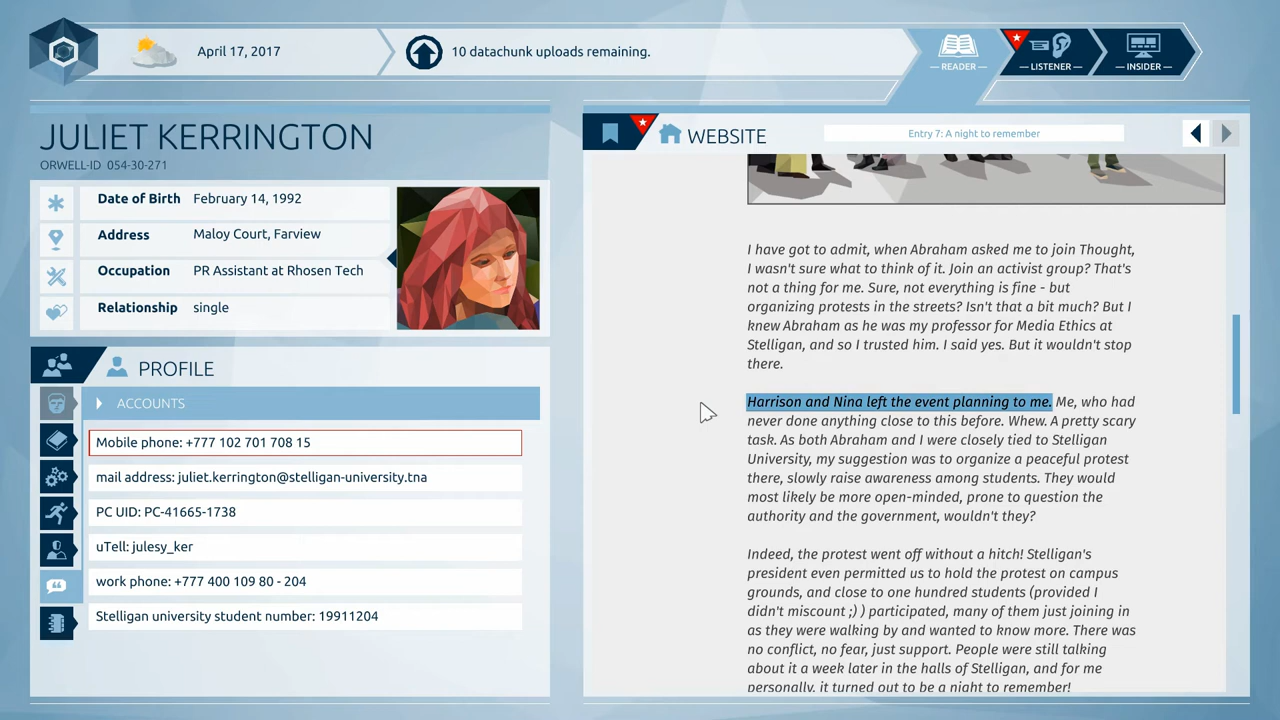 April 17, 2017
10 datachunk uploads remaining.
— READER —
— LISTENER —
— INSIDER —
JULIET KERRINGTON
ORWELL-ID 054-30-271
Date of Birth February 14, 1992
Address Maloy Court, Farview
Occupation PR Assistant at Rhosen Tech
Relationship single
PROFILE
ACCOUNTS
Mobile phone: +777 102 701 708 15
mail address: juliet.kerrington@stelligan-university.tna
PC UID: PC-41665-1738
uTell: julesy_ker
work phone: +777 400 109 80 - 204
Stelligan university student number: 19911204
WEBSITE
Entry 7: A night to remember
I have got to admit, when Abraham asked me to join Thought,
I wasn't sure what to think of it. Join an activist group? That's
not a thing for me. Sure, not everything is fine - but
organizing protests in the streets? Isn't that a bit much? But I
knew Abraham as he was my professor for Media Ethics at
Stelligan, and so I trusted him. I said yes. But it wouldn't stop
there.
Harrison and Nina left the event planning to me. Me, who had
never done anything close to this before. Whew. A pretty scary
task. As both Abraham and I were closely tied to Stelligan
University, my suggestion was to organize a peaceful protest
there, slowly raise awareness among students. They would
most likely be more open-minded, prone to question the
authority and the government, wouldn't they?
Indeed, the protest went off without a hitch! Stelligan's
president even permitted us to hold the protest on campus
grounds, and close to one hundred students (provided I
didn't miscount ;) ) participated, many of them just joining in
as they were walking by and wanted to know more. There was
no conflict, no fear, just support. People were still talking
about it a week later in the halls of Stelligan, and for me
personally, it turned out to be a night to remember!